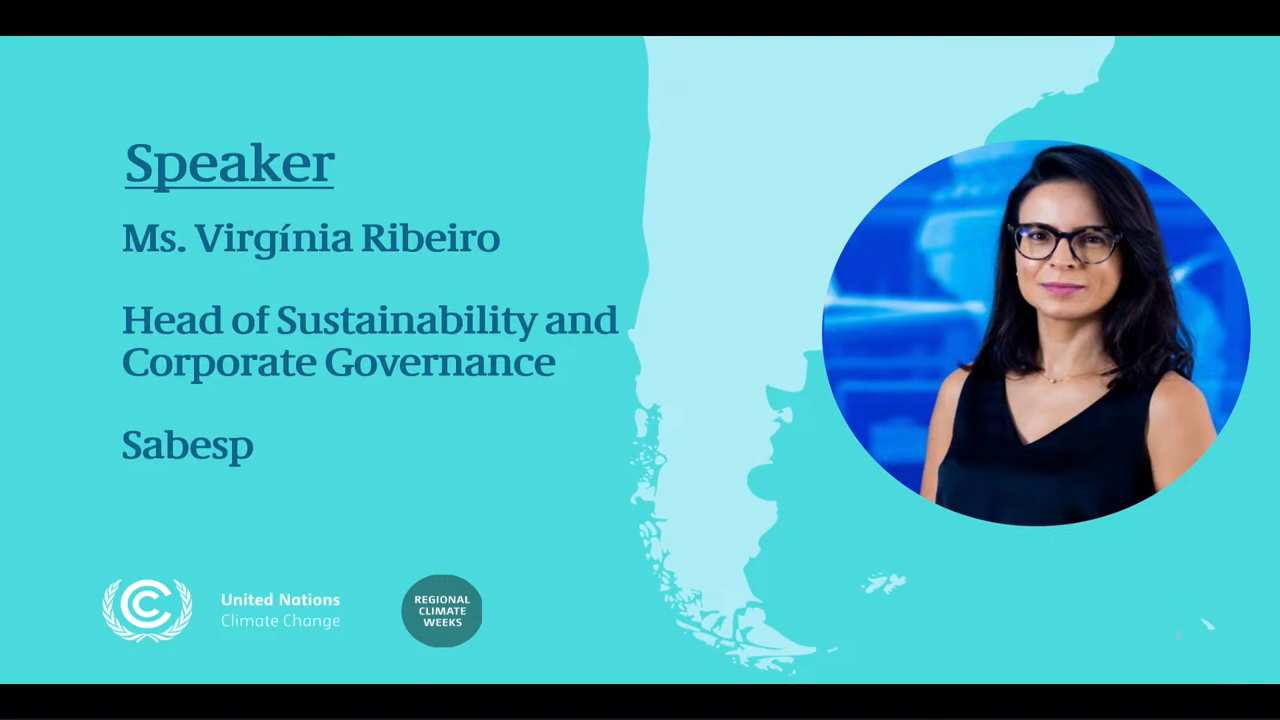 Speaker
Ms. Virgínia Ribeiro
Head of Sustainability and
Corporate Governance
Sabesp
United Nations
Climate Change
REGIONAL
CLIMATE
WEEKS